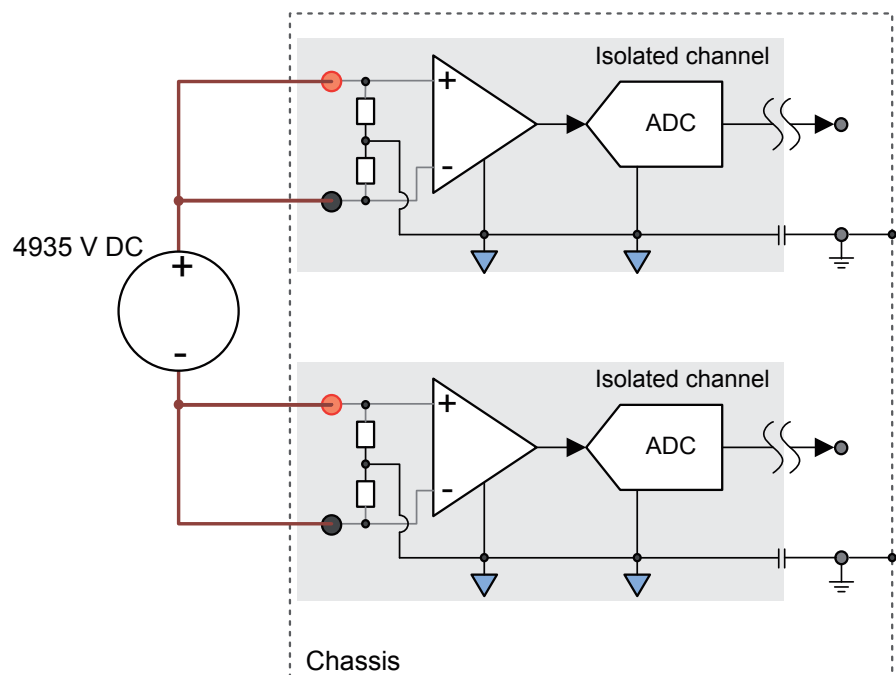 Isolated channel
+
-
ADC
4935 V DC
+
-
Isolated channel
+
-
ADC
Chassis